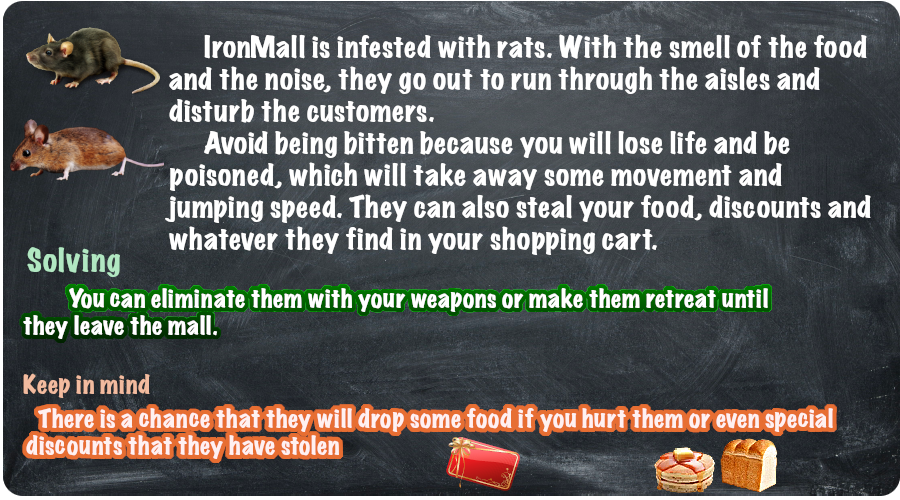 IronMall is infested with rats. With the smell of the food
and the noise, they go out to run through the aisles and
disturb the customers.
Avoid being bitten because you will lose life and be
poisoned, which will take away some movement and
jumping speed. They can also steal your food, discounts and
whatever they find in your shopping cart.
Solving
You can eliminate them with your weapons or make them retreat until
they leave the mall.
Keep in mind
There is a chance that they will drop some food if you hurt them or even special
discounts that they have stolen